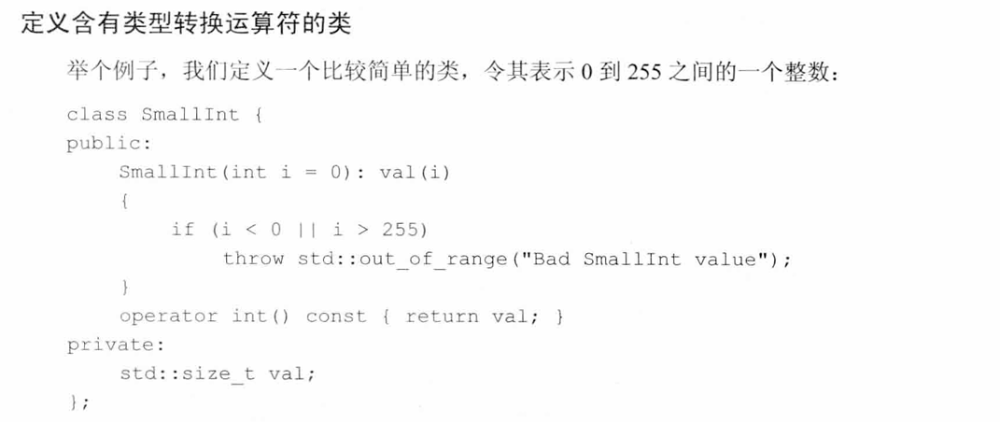 定义含有类型转换运算符的类
举个例子，我们定义一个比较简单的类，令其表示 0 到 255 之间的一个整数：
class SmallInt {
public:
    SmallInt(int i = 0): val(i)
    {
        if (i < 0 || i > 255)
            throw std::out_of_range("Bad SmallInt value");
    }
    operator int() const { return val; }
private:
    std::size_t val;
};